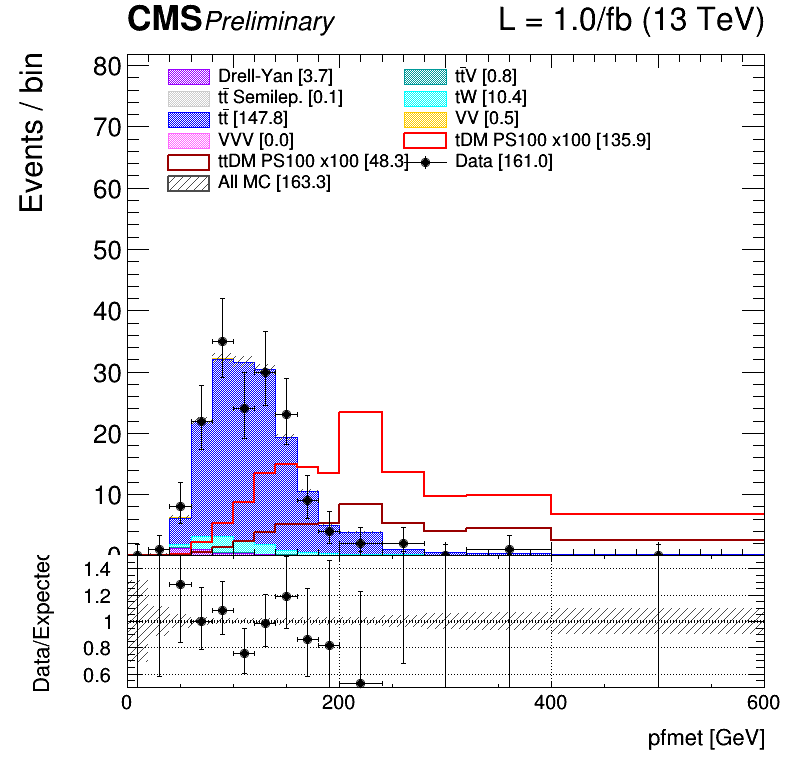 CMS Preliminary L = 1.0/fb (13 TeV)
Events / bin
80
70
60
50
40
30
20
10
0
Drell-Yan [3.7]
tt̄V [0.8]
tt̄ Semilep. [0.1]
tW [10.4]
tt̄ [147.8]
VV [0.5]
VVV [0.0]
tDM PS100 x100 [135.9]
ttDM PS100 x100 [48.3]
Data [161.0]
All MC [163.3]
Data/Expected
1.4
1.2
1
0.8
0.6
0 200 400 600
pfmet [GeV]